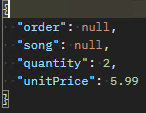 {
"order": null,
"song": null,
"quantity": 2,
"unitPrice": 5.99
}